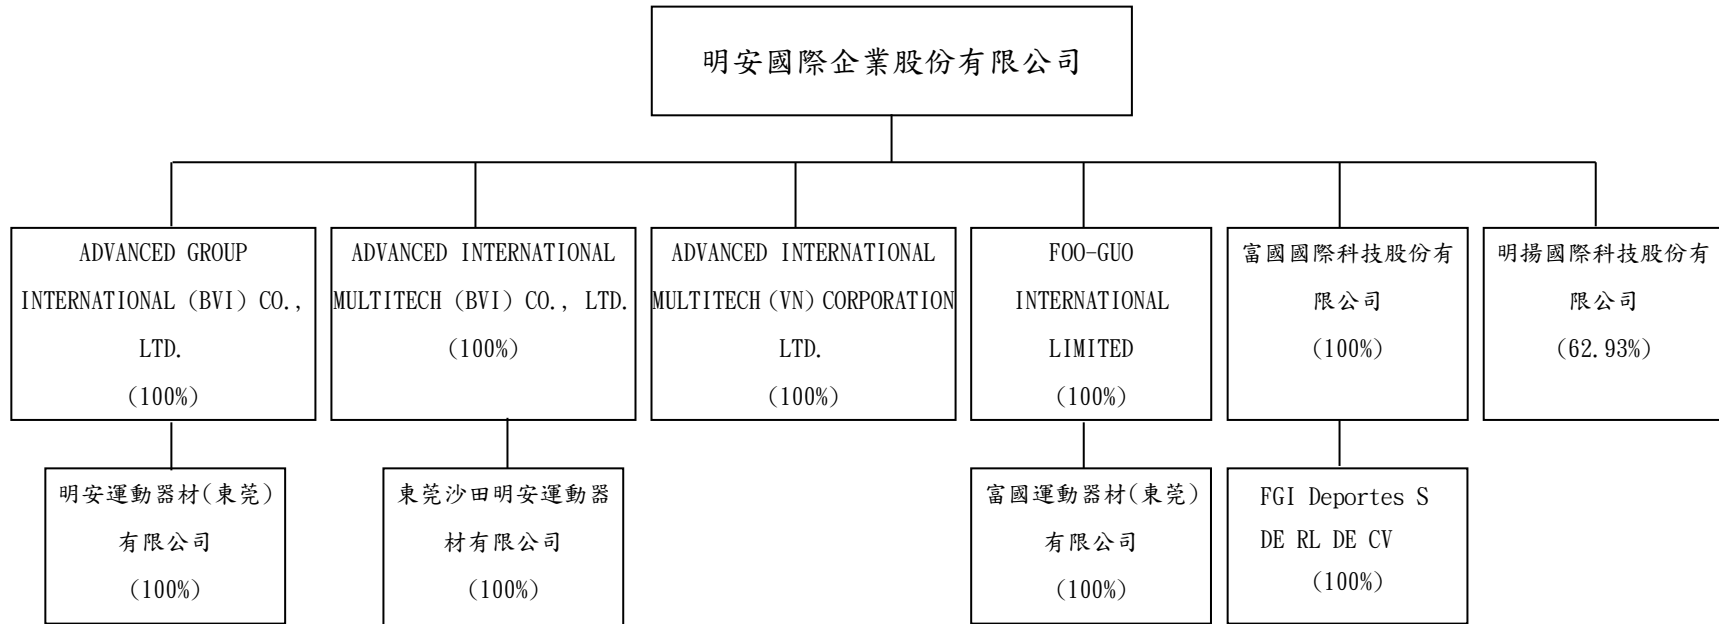 明安國際企業股份有限公司
ADVANCED GROUP
INTERNATIONAL (BVI) CO.,
LTD.
(100%)
ADVANCED INTERNATIONAL
MULTITECH (BVI) CO., LTD.
(100%)
ADVANCED INTERNATIONAL
MULTITECH (VN) CORPORATION
LTD.
(100%)
FOO-GUO
INTERNATIONAL
LIMITED
(100%)
富國國際科技股份有
限公司
(100%)
明揚國際科技股份有
限公司
(62.93%)
明安運動器材(東莞)
有限公司
(100%)
東莞沙田明安運動器
材有限公司
(100%)
富國運動器材(東莞)
有限公司
(100%)
FGI Deportes S
DE RL DE CV
(100%)